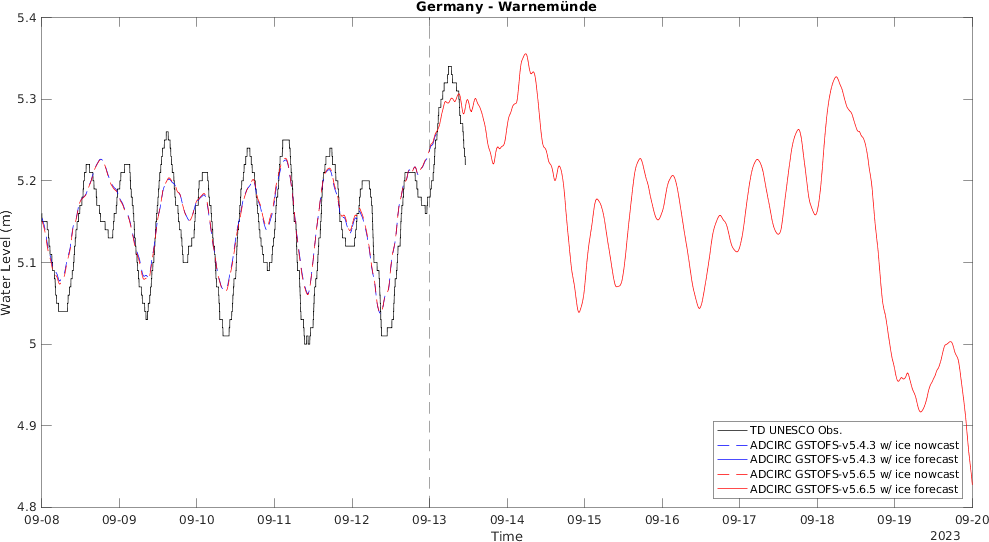 Germany - Warnemünde
5.4
5.3
5.2
5.1
5
4.9
4.8
Water Level (m)
TD UNESCO Obs.
ADCIRC GSTOFS-v5.4.3 w/ ice nowcast
ADCIRC GSTOFS-v5.4.3 w/ ice forecast
ADCIRC GSTOFS-v5.6.5 w/ ice nowcast
ADCIRC GSTOFS-v5.6.5 w/ ice forecast
09-08 09-09 09-10 09-11 09-12 09-13 09-14 09-15 09-16 09-17 09-18 09-19 09-20
Time
2023